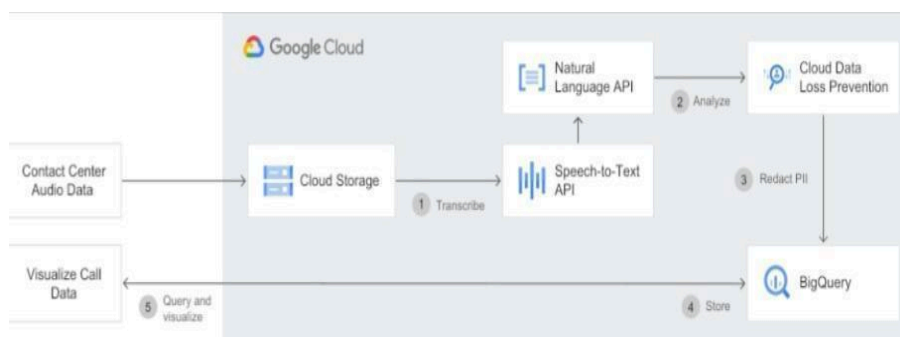 Google Cloud
Natural
Language API
2 Analyze
Cloud Data
Loss Prevention
Contact Center
Audio Data
Cloud Storage
1 Transcribe
Speech-to-Text
API
3 Redact PII
Visualize Call
Data
5 Query and
visualize
4 Store
BigQuery